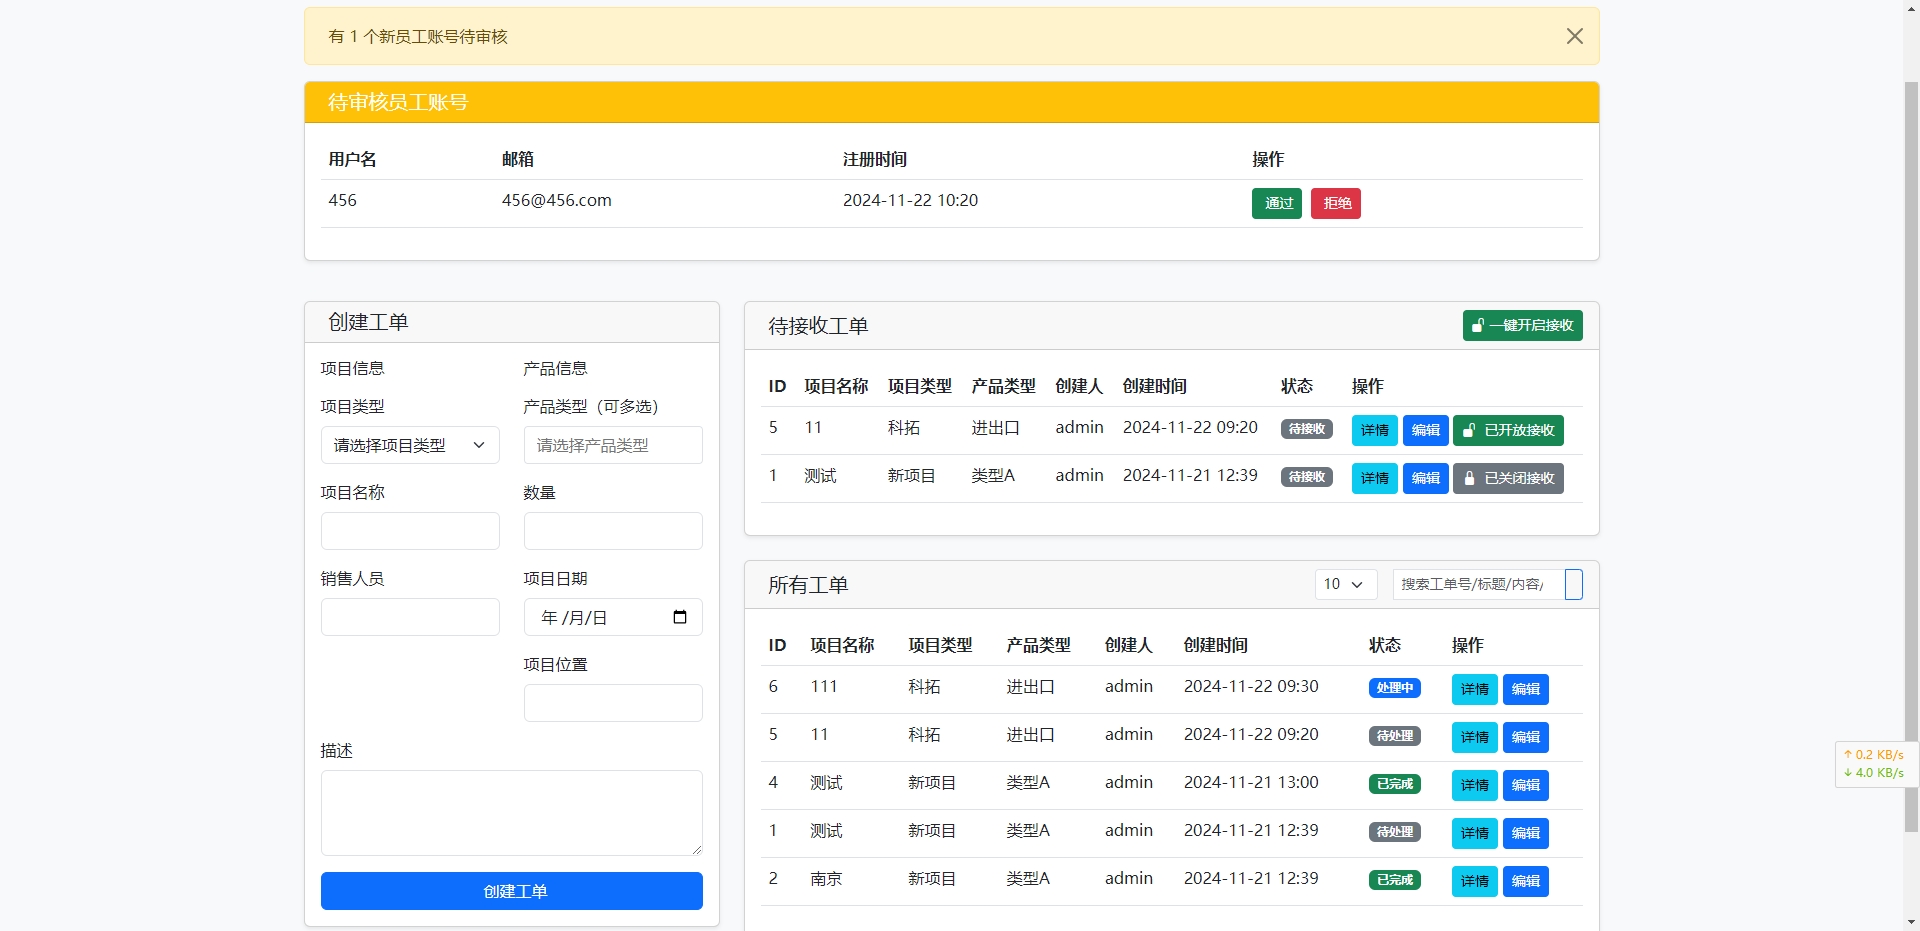 有 1 个新员工账号待审核
待审核员工账号
用户名 邮箱 注册时间 操作
456 456@456.com 2024-11-22 10:20 通过 拒绝
创建工单
项目信息 产品信息
项目类型 产品类型（可多选）
请选择项目类型 请选择产品类型
项目名称 数量
销售人员 项目日期
年/月/日
项目位置
描述
创建工单
待接收工单 一键开启接收
ID 项目名称 项目类型 产品类型 创建人 创建时间 状态 操作
5 11 科拓 进出口 admin 2024-11-22 09:20 待接收 详情 编辑 已开放接收
1 测试 新项目 类型A admin 2024-11-21 12:39 待接收 详情 编辑 已关闭接收
所有工单 10 搜索工单号/标题/内容/
ID 项目名称 项目类型 产品类型 创建人 创建时间 状态 操作
6 111 科拓 进出口 admin 2024-11-22 09:30 处理中 详情 编辑
5 11 科拓 进出口 admin 2024-11-22 09:20 待处理 详情 编辑
4 测试 新项目 类型A admin 2024-11-21 13:00 已完成 详情 编辑
1 测试 新项目 类型A admin 2024-11-21 12:39 待处理 详情 编辑
2 南京 新项目 类型A admin 2024-11-21 12:39 已完成 详情 编辑
↑ 0.2 KB/s
↓ 4.0 KB/s